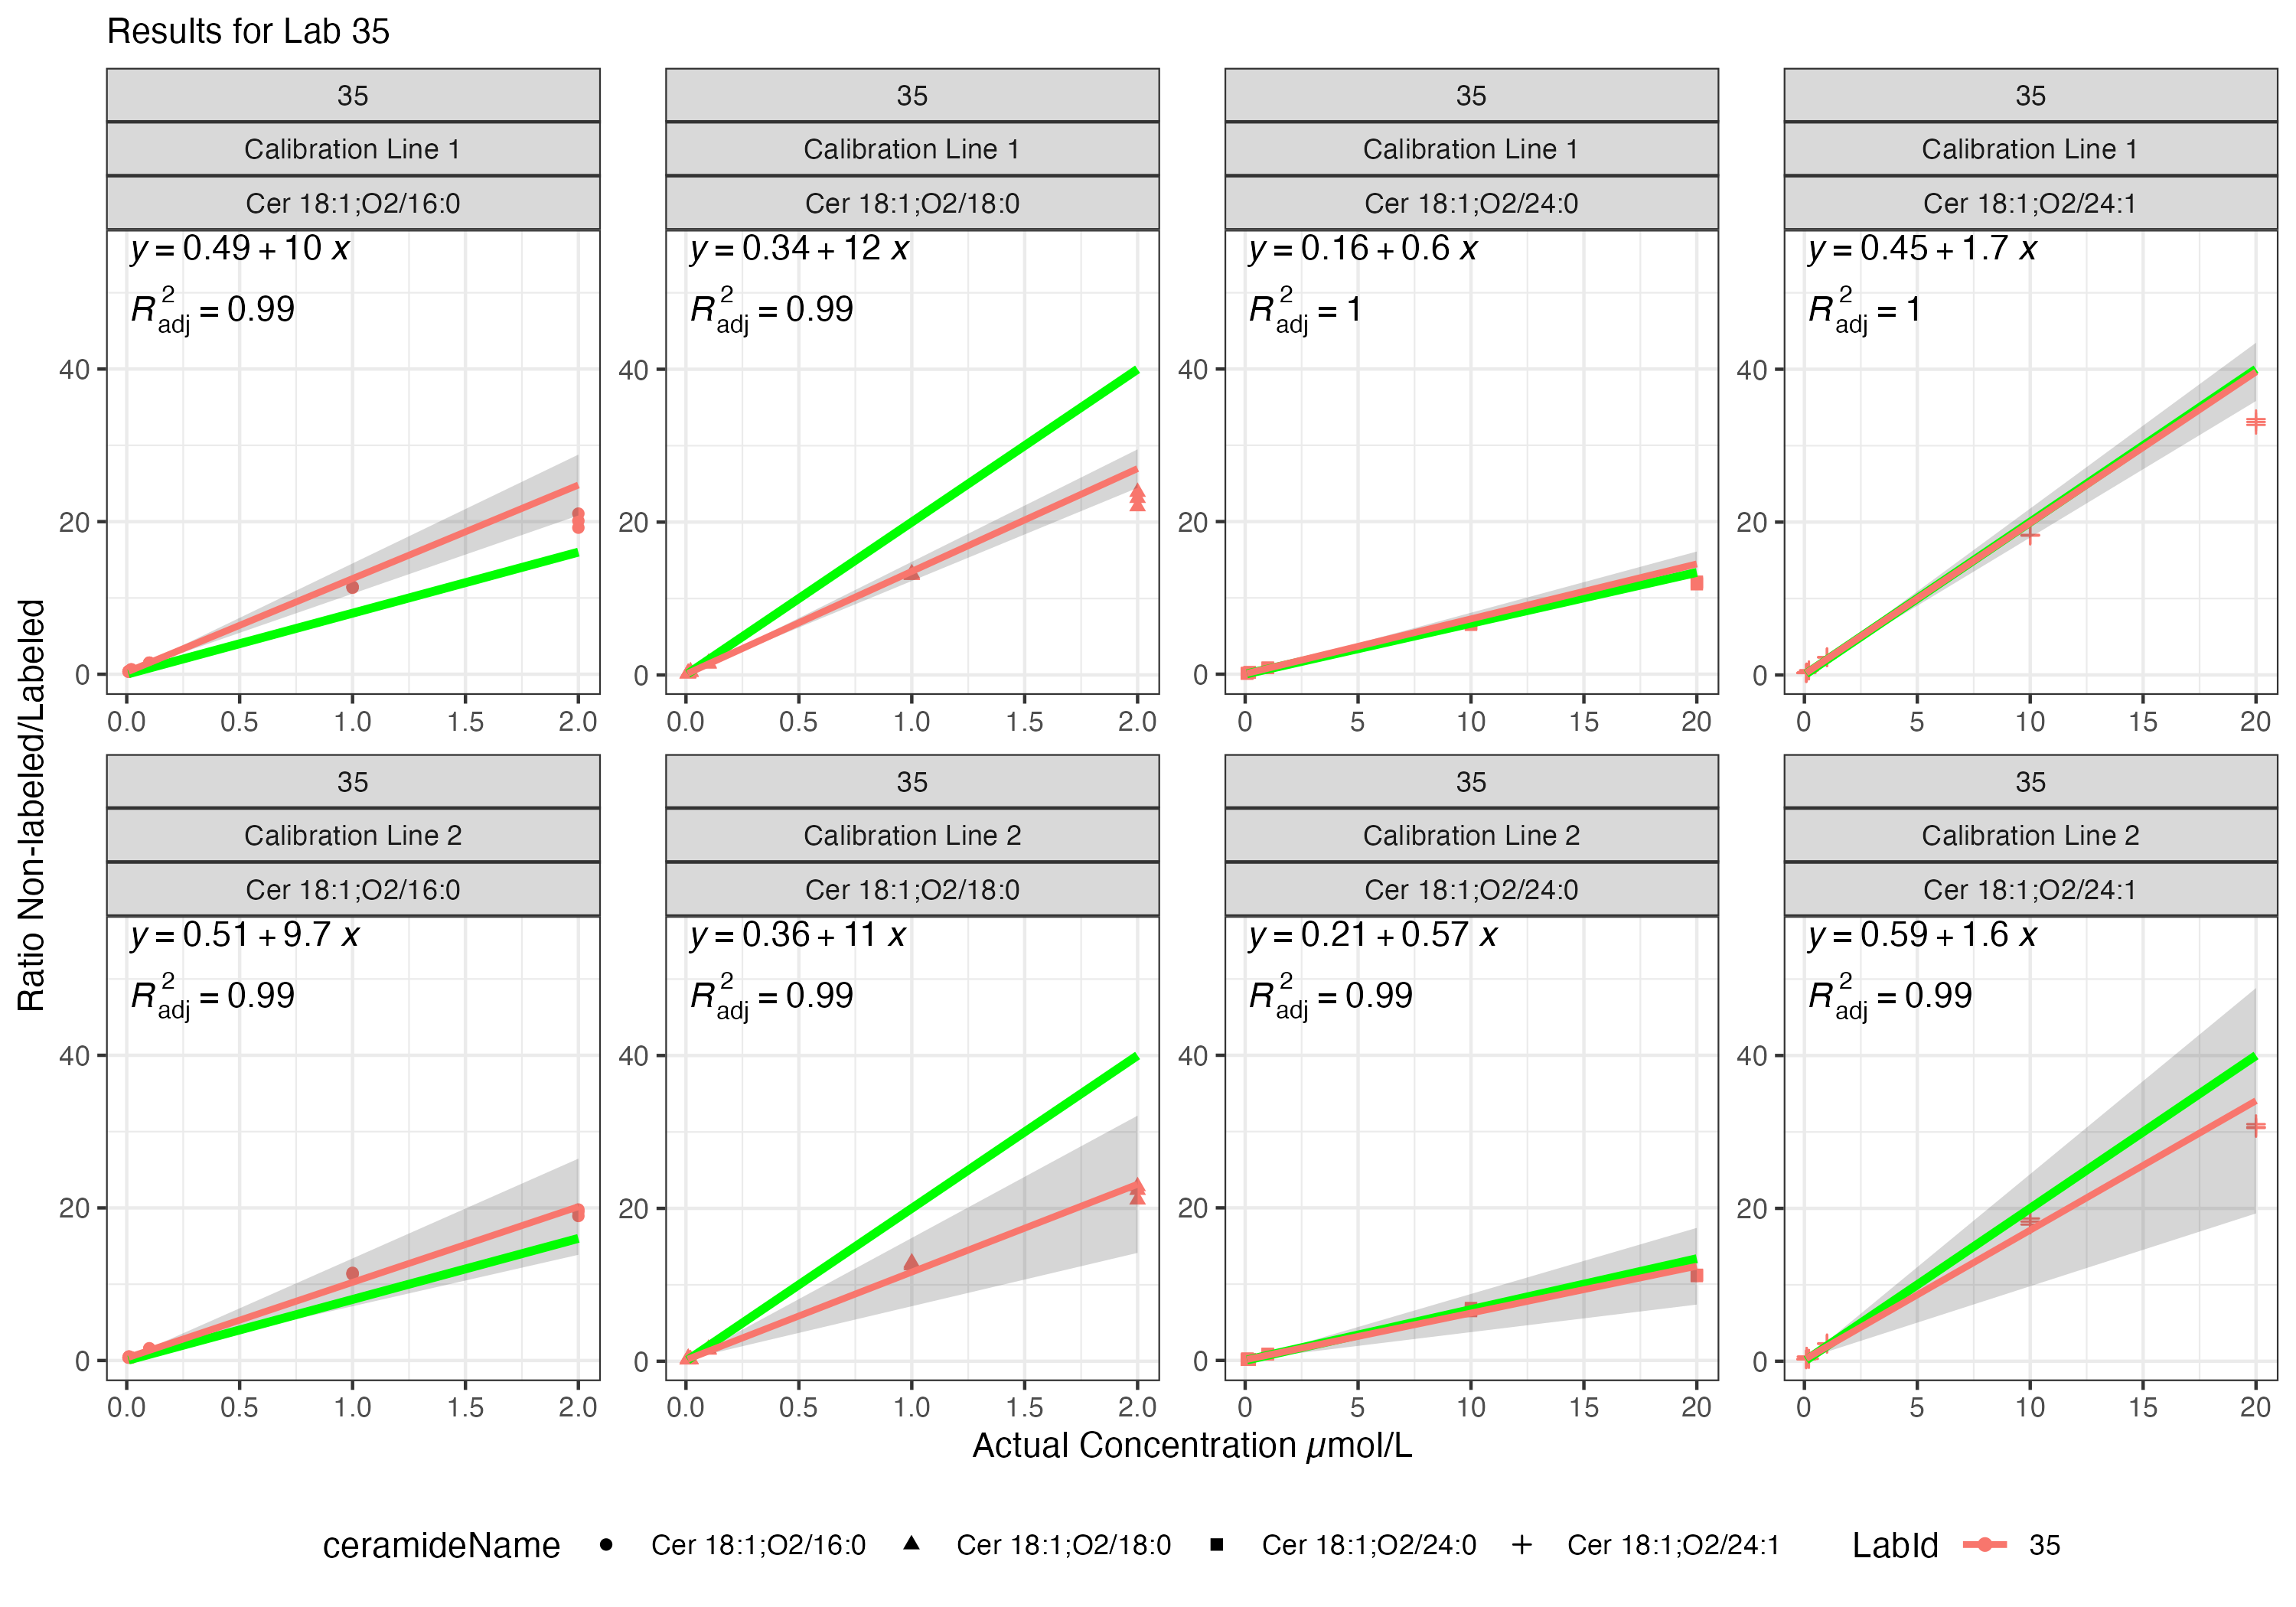 Results for Lab 35
35 35 35 35
Calibration Line 1 Calibration Line 1 Calibration Line 1 Calibration Line 1
Cer 18:1;O2/16:0 Cer 18:1;O2/18:0 Cer 18:1;O2/24:0 Cer 18:1;O2/24:1
y = 0.49 + 10 x y = 0.34 + 12 x y = 0.16 + 0.6 x y = 0.45 + 1.7 x
R²adj = 0.99 R²adj = 0.99 R²adj = 1 R²adj = 1
40 40 40 40
20 20 20 20
0 0 0 0
0.0 0.5 1.0 1.5 2.0 0.0 0.5 1.0 1.5 2.0 0 5 10 15 20 0 5 10 15 20
Ratio Non-labeled/Labeled
35 35 35 35
Calibration Line 2 Calibration Line 2 Calibration Line 2 Calibration Line 2
Cer 18:1;O2/16:0 Cer 18:1;O2/18:0 Cer 18:1;O2/24:0 Cer 18:1;O2/24:1
y = 0.51 + 9.7 x y = 0.36 + 11 x y = 0.21 + 0.57 x y = 0.59 + 1.6 x
R²adj = 0.99 R²adj = 0.99 R²adj = 0.99 R²adj = 0.99
40 40 40 40
20 20 20 20
0 0 0 0
0.0 0.5 1.0 1.5 2.0 0.0 0.5 1.0 1.5 2.0 0 5 10 15 20 0 5 10 15 20
Actual Concentration µmol/L
ceramideName Cer 18:1;O2/16:0 Cer 18:1;O2/18:0 Cer 18:1;O2/24:0 Cer 18:1;O2/24:1 LabId 35